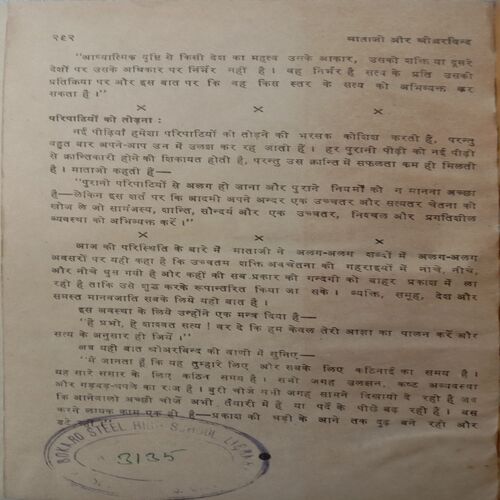 २९२ माताजी और श्रीअरविन्द
"आध्यात्मिक दृष्टि से किसी देश का महत्व उसके आकार, उसकी शक्ति या दूसरे
देशों पर उसके अधिकार पर निर्भर नहीं है। वह निर्भर है सत्य के प्रति उसकी
प्रतिक्रिया पर और इस बात पर कि वह किस स्तर के सत्य को अभिव्यक्त कर
सकता है।"
× × ×
परिपाटियों को तोड़ना :
नई पीढ़ियाँ हमेशा परिपाटियों को तोड़ने की भरसक कोशिश करती हैं, परन्तु
बहुत बार अपने-आप उन में उलझ कर रह जाती हैं। हर पुरानी पीढ़ी को नई पीढ़ी
से क्रान्तिकारी होने की शिकायत होती है, परन्तु उस क्रान्ति में सफलता कम ही मिलती
है। माताजी कहती हैं—
"पुरानी परिपाटियों से अलग हो जाना और पुराने नियमों को न मानना अच्छा
है—लेकिन इस शर्त पर कि आदमी अपने अन्दर एक उच्चतर और सत्यतर चेतना को
खोज ले जो सामंजस्य, शान्ति, सौन्दर्य और एक उच्चतर, निश्चल और प्रगतिशील
व्यवस्था को अभिव्यक्त करें।"
× × ×
आज की परिस्थिति के बारे में माताजी ने अलग-अलग शब्दों में अलग-अलग
अवसरों पर यही कहा है कि उच्चतम शक्ति अवचेतना की गहराइयों में नीचे, नीचे,
और नीचे घुस गयी है और वहाँ की सब प्रकार की गन्दगी को बाहर प्रकाश में ला
रही है ताकि उसे शुद्ध करके रूपान्तरित किया जा सके। व्यक्ति, समूह, देश और
समस्त मानवजाति सबके लिये यही बात है।
इस अवस्था के लिये उन्होंने एक मन्त्र दिया है—
"हे प्रभो, हे शाश्वत सत्य! वर दे कि हम केवल तेरी आज्ञा का पालन करें और
सत्य के अनुसार ही जियें।"
अब यही बात श्रीअरविन्द की वाणी में सुनिए—
"मैं जानता हूँ कि यह तुम्हारे लिए और सबके लिए कठिनाई का समय है।
यह सारे संसार के लिए कठिन समय है। सभी जगह उलझन, कष्ट अव्यवस्था
और गड़बड़-घपले का राज है। बुरी चीजें सभी जगह सामने दिखायी दे रही हैं अब
कि आनेवाली अच्छी चीजें अभी तैयारी में हैं या पर्दे के पीछे बढ़ रही हैं। बस
करने लायक काम एक ही है—प्रकाश की घड़ी के आने तक दृढ़ बने रहो और
BOKARO STEEL HIGH SCHOOL
3135